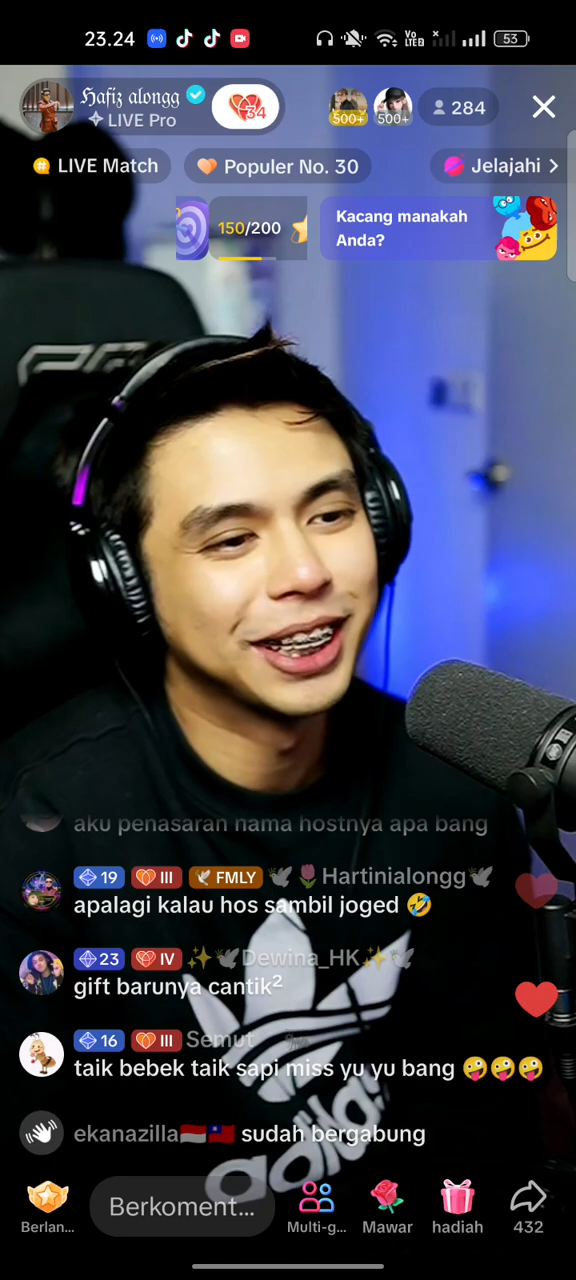 23.24
Vo
LTE2
53
Hafiz alongg
LIVE Pro
34
500+
500+
284
LIVE Match
Populer No. 30
Jelajahi >
150/200
Kacang manakah
Anda?
aku penasaran nama hostnya apa bang
19 III FMLY 🕊️🌷Hartinialongg🕊️
apalagi kalau hos sambil joged 🤣
23 IV ✨🕊️Dewina_HK✨🕊️
gift barunya cantik²
16 III Semut 🐜
taik bebek taik sapi miss yu yu bang 🤪🤪🤪
ekanazilla🇮🇩🇹🇼 sudah bergabung
adidas
Berkoment...
Berlan...
Multi-g...
Mawar
hadiah
432